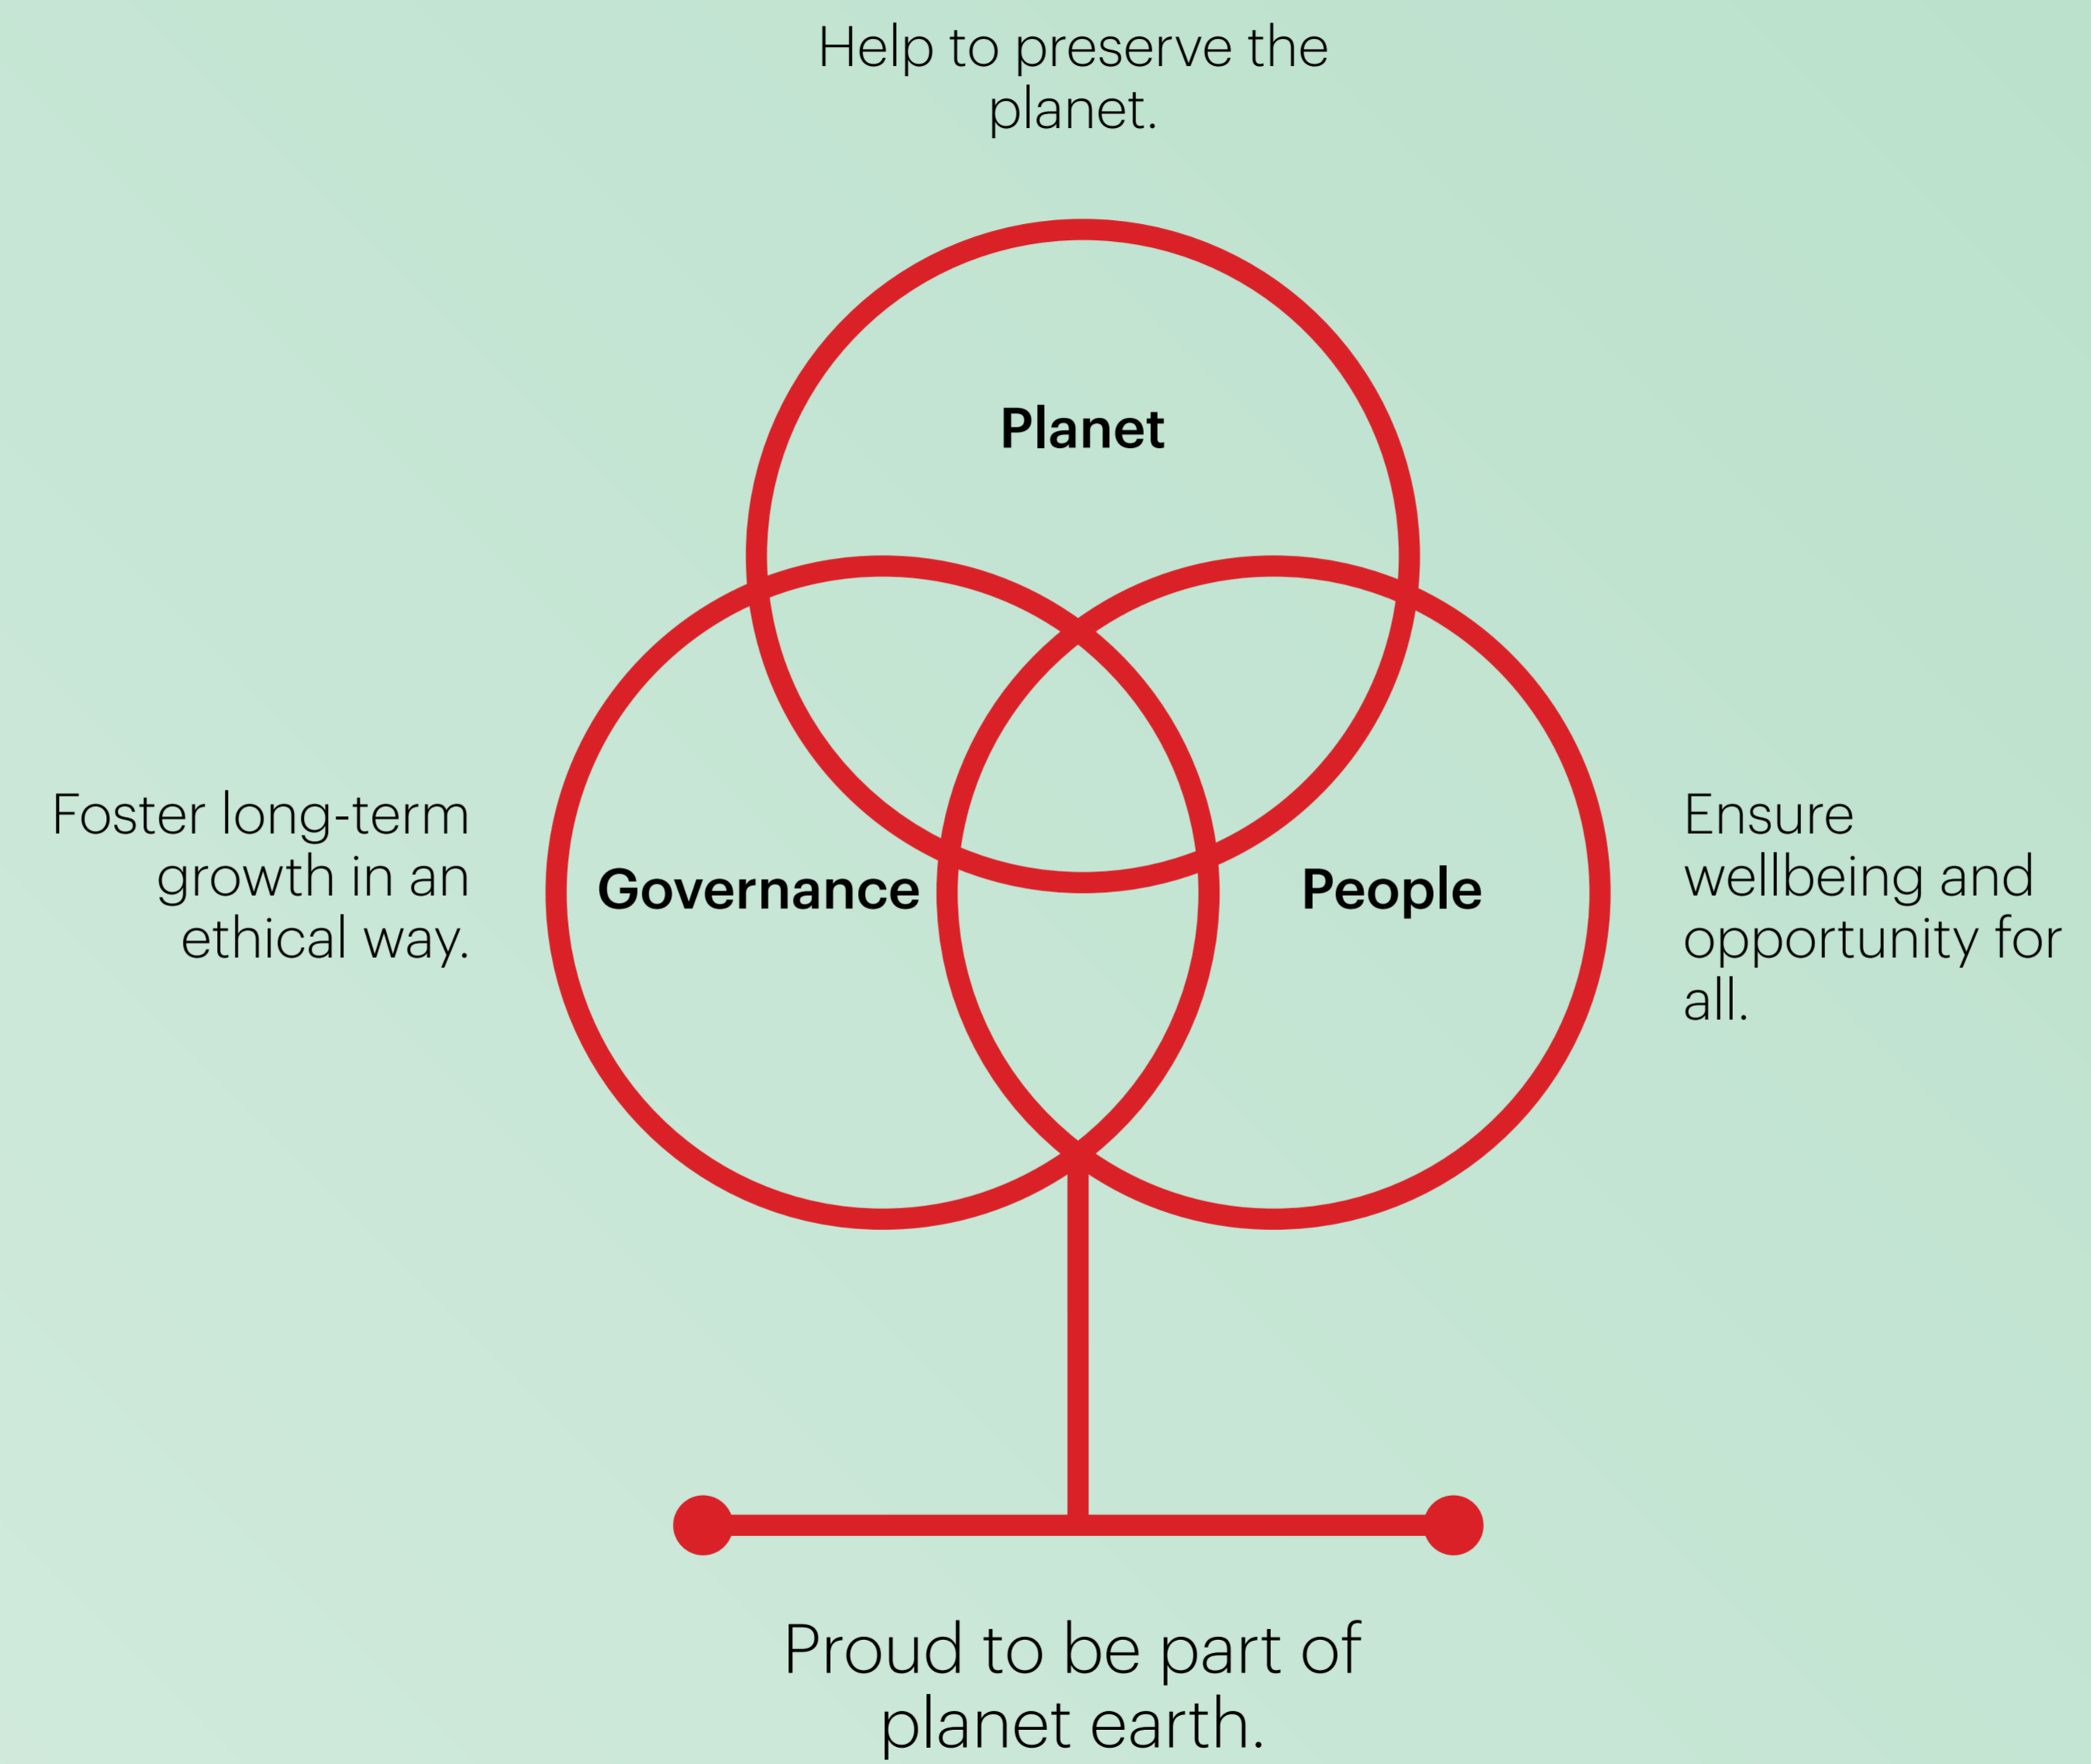 Help to preserve the
planet.
Planet
Foster long-term
growth in an
ethical way.
Governance
People
Ensure
wellbeing and
opportunity for
all.
Proud to be part of
planet earth.